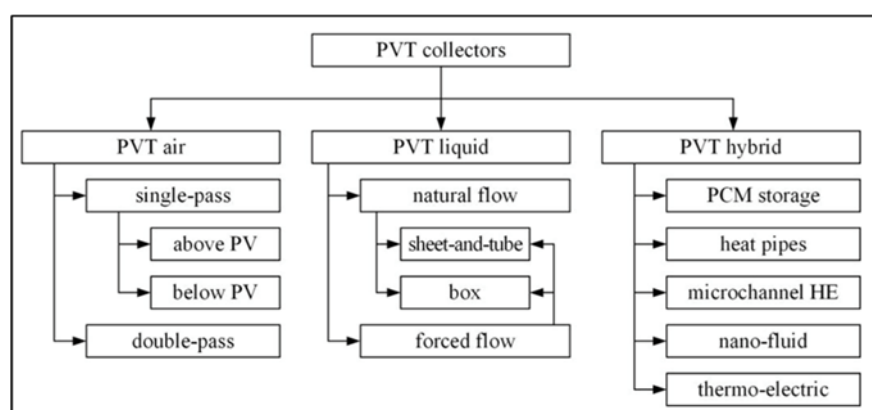 PVT collectors
PVT air
single-pass
above PV
below PV
double-pass
PVT liquid
natural flow
sheet-and-tube
box
forced flow
PVT hybrid
PCM storage
heat pipes
microchannel HE
nano-fluid
thermo-electric